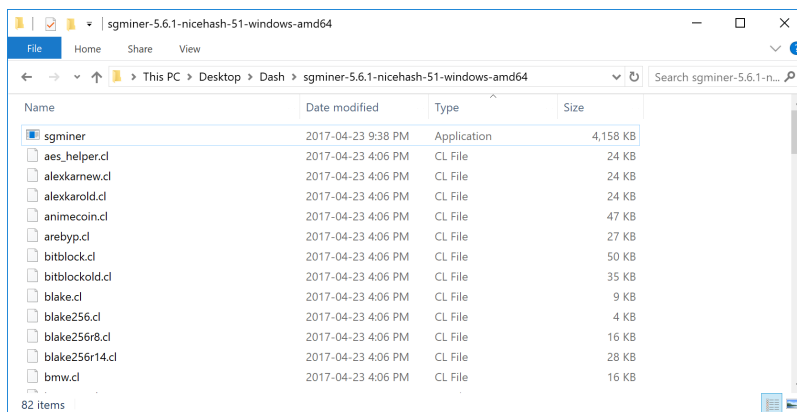 sgminer-5.6.1-nicehash-51-windows-amd64
File Home Share View
This PC > Desktop > Dash > sgminer-5.6.1-nicehash-51-windows-amd64 Search sgminer-5.6.1-n...
Name Date modified Type Size
sgminer 2017-04-23 9:38 PM Application 4,158 KB
aes_helper.cl 2017-04-23 4:06 PM CL File 24 KB
alexkarnew.cl 2017-04-23 4:06 PM CL File 24 KB
alexkarold.cl 2017-04-23 4:06 PM CL File 24 KB
animecoin.cl 2017-04-23 4:06 PM CL File 47 KB
arebyp.cl 2017-04-23 4:06 PM CL File 27 KB
bitblock.cl 2017-04-23 4:06 PM CL File 50 KB
bitblockold.cl 2017-04-23 4:06 PM CL File 35 KB
blake.cl 2017-04-23 4:06 PM CL File 9 KB
blake256.cl 2017-04-23 4:06 PM CL File 4 KB
blake256r8.cl 2017-04-23 4:06 PM CL File 16 KB
blake256r14.cl 2017-04-23 4:06 PM CL File 28 KB
bmw.cl 2017-04-23 4:06 PM CL File 16 KB
82 items